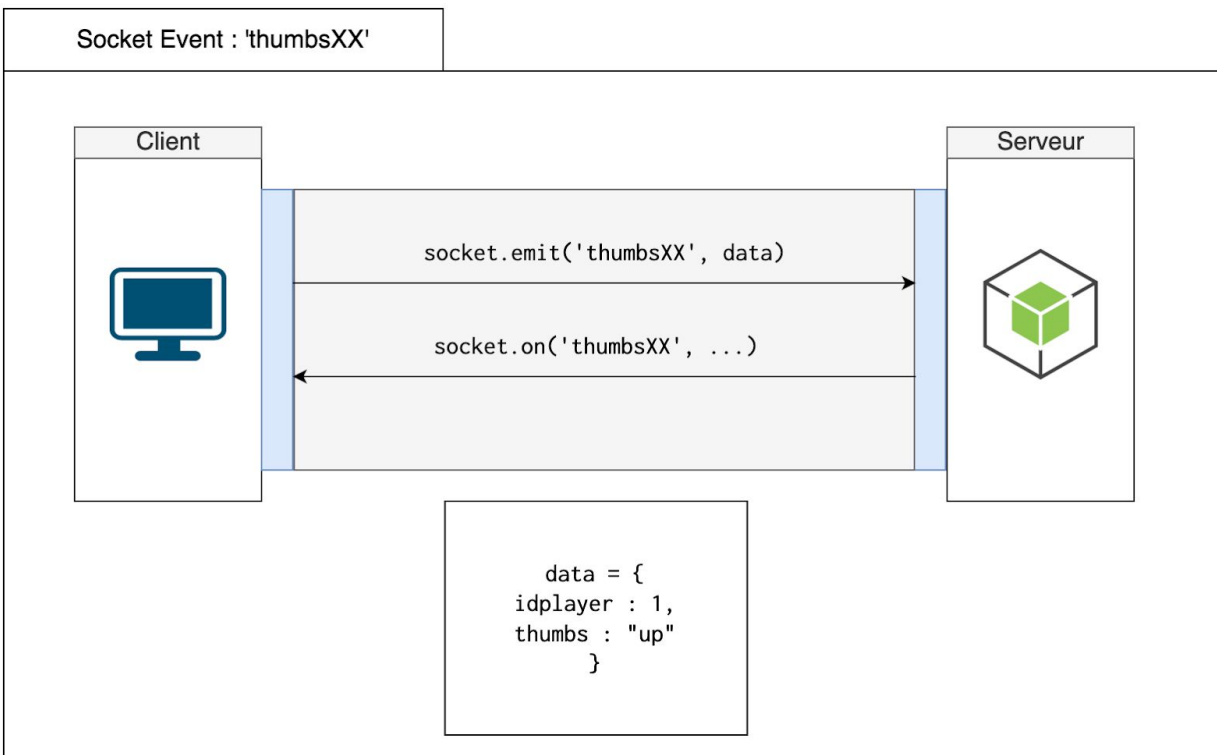 Socket Event : 'thumbsXX'
Client
Serveur
socket.emit('thumbsXX', data)
socket.on('thumbsXX', ...)
data = {
idplayer : 1,
thumbs : "up"
}